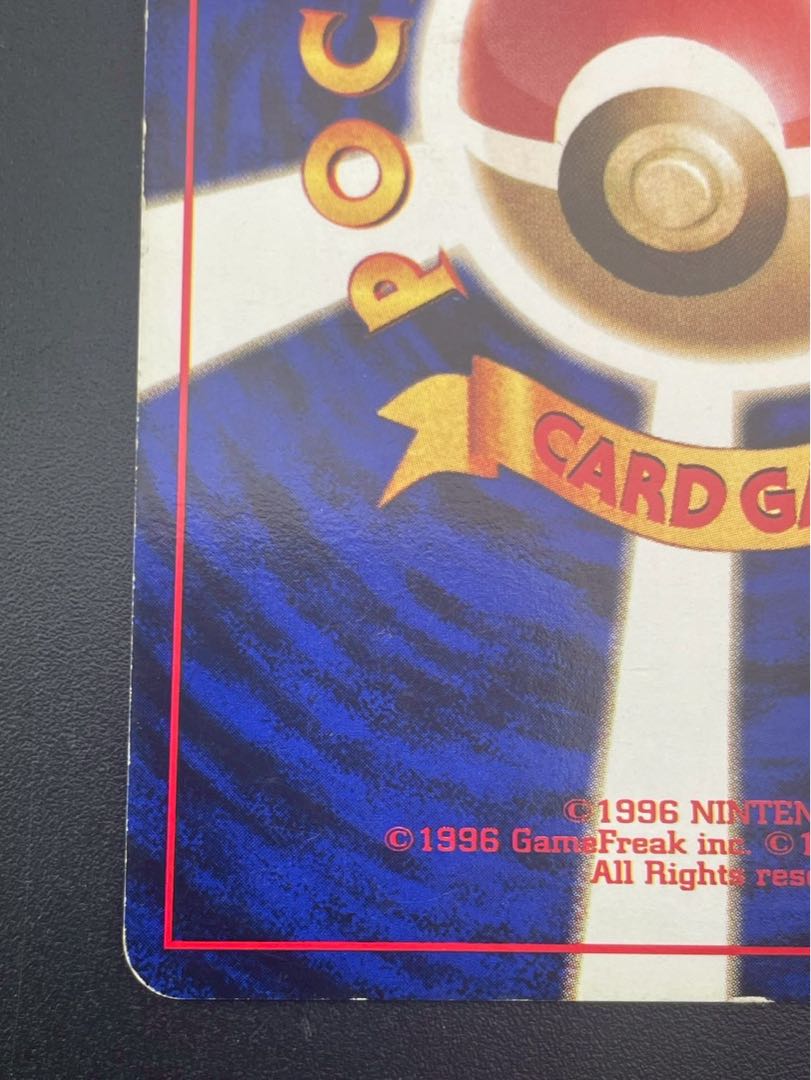 POC
CARD GA
©1996 NINTEN
©1996 GameFreak inc. © 1
All Rights rese